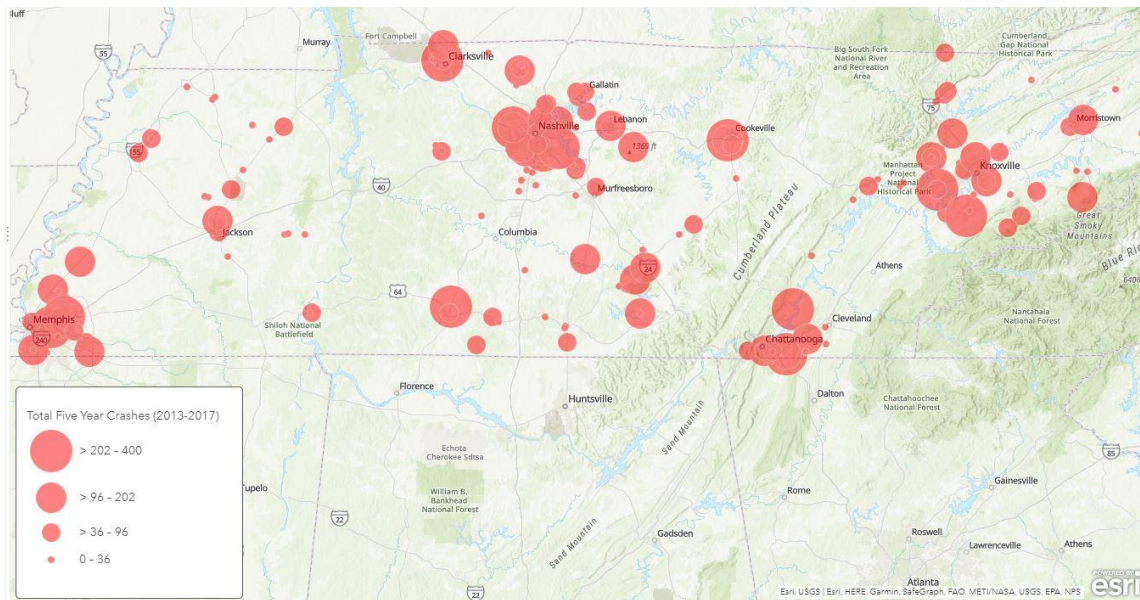 Bluff
55
Murray
Fort Campbell
Clarksville
Big South Fork
National River
and Recreation
Area
Cumberland
Gap National
Historical Park
Gallatin
75
Nashville
Lebanon
Cookeville
Morristown
155
1369 ft
Manhattan
Project
National
Historical Park
Knoxville
40
Murfreesboro
Great
Smoky
Mountains
Jackson
Columbia
Cumberland Plateau
Blue Ri
24
Athens
6406
64
Memphis
240
Shiloh National
Battlefield
Cleveland
Nantahala
National Forest
Chattanooga
Florence
Dalton
Chattahoochee
National Forest
Huntsville
Sand Mountain
Total Five Year Crashes (2013-2017)
> 202 - 400
> 96 - 202
> 36 - 96
0 - 36
Echota
Cherokee Sdtsa
85
Tupelo
William B.
Bankhead
National Forest
Gainesville
Rome
22
Sand Mountain
Gadsden
Roswell
Lawrenceville
Athens
Atlanta
22
Esri, USGS | Esri, HERE, Garmin, SafeGraph, FAO, METI/NASA, USGS, EPA, NPS
POWERED BY
esri